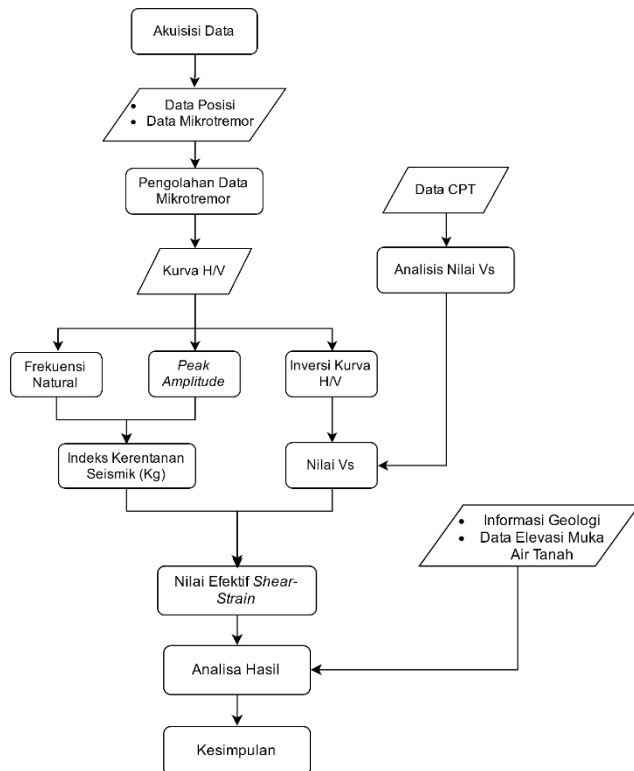 Akuisisi Data
• Data Posisi
• Data Mikrotremor
Pengolahan Data
Mikrotremor
Data CPT
Kurva H/V
Analisis Nilai Vs
Frekuensi
Natural
Peak
Amplitude
Inversi Kurva
H/V
Indeks Kerentanan
Seismik (Kg)
Nilai Vs
• Informasi Geologi
• Data Elevasi Muka
Air Tanah
Nilai Efektif Shear-
Strain
Analisa Hasil
Kesimpulan